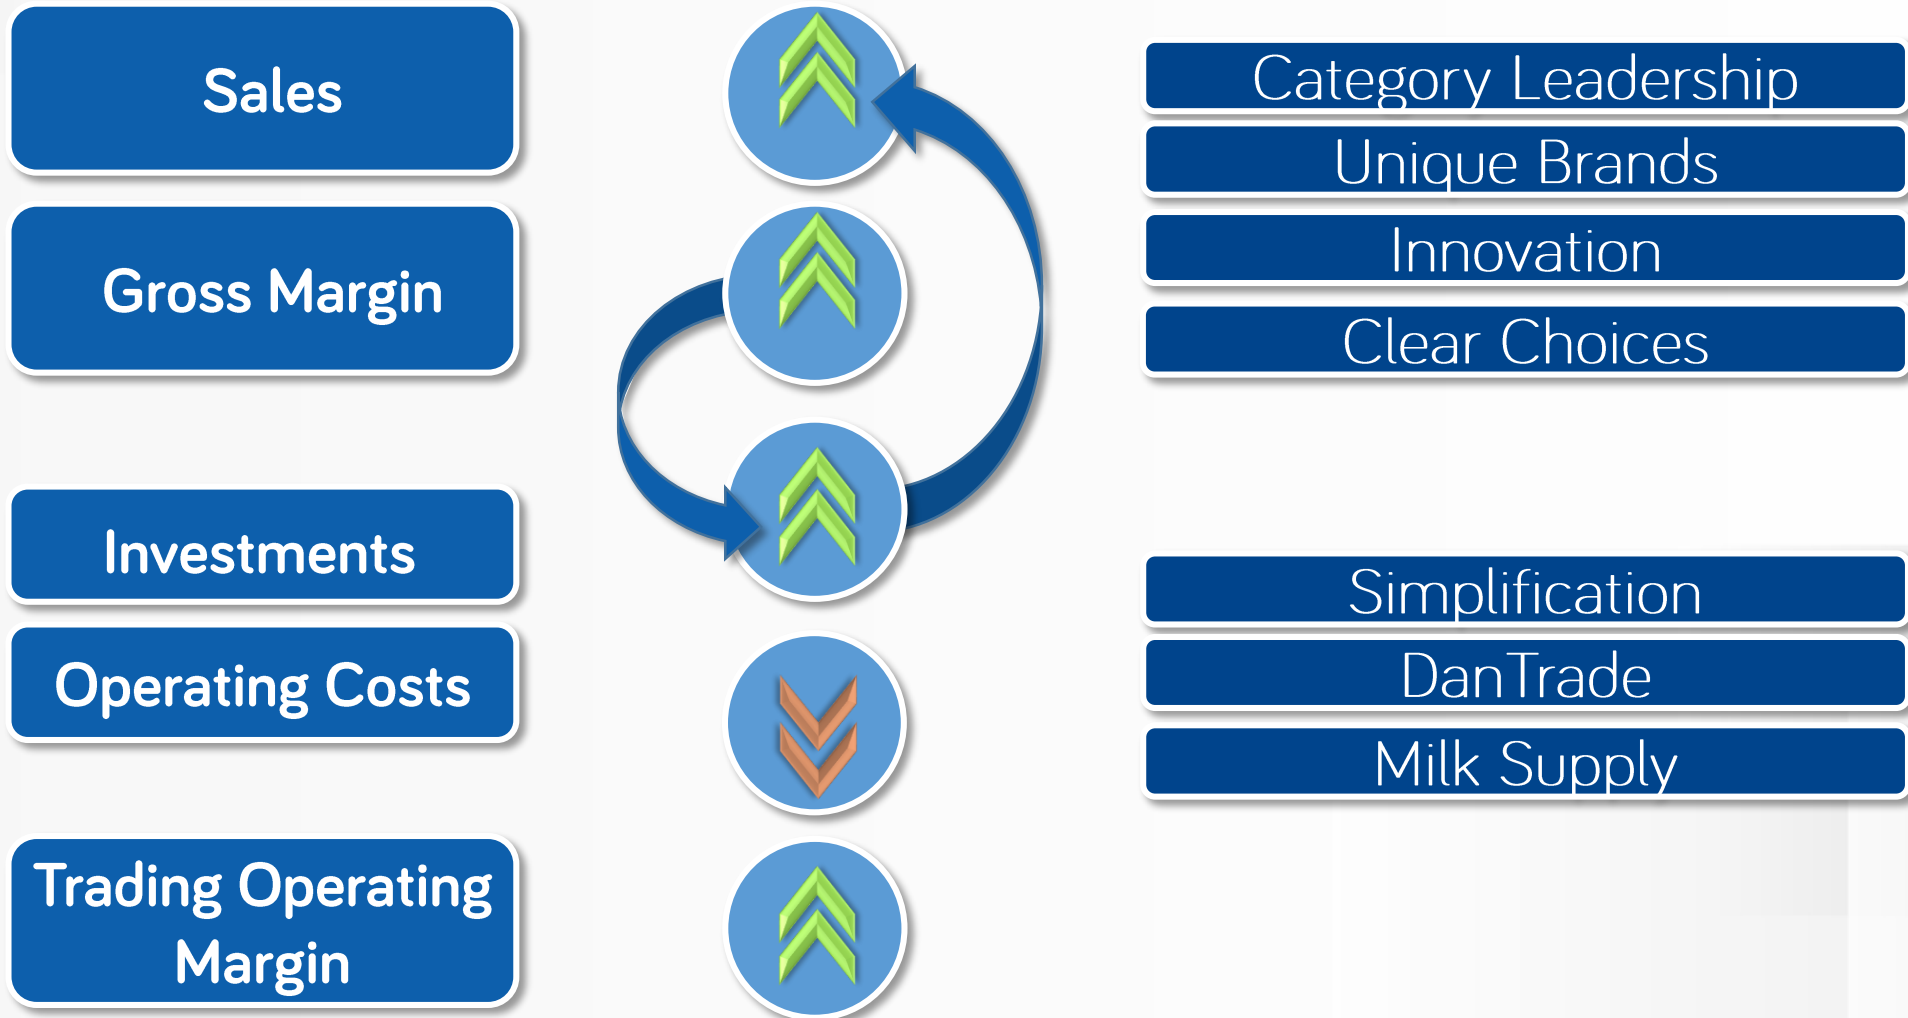 Sales
Gross Margin
Investments
Operating Costs
Trading Operating
Margin
Category Leadership
Unique Brands
Innovation
Clear Choices
Simplification
DanTrade
Milk Supply